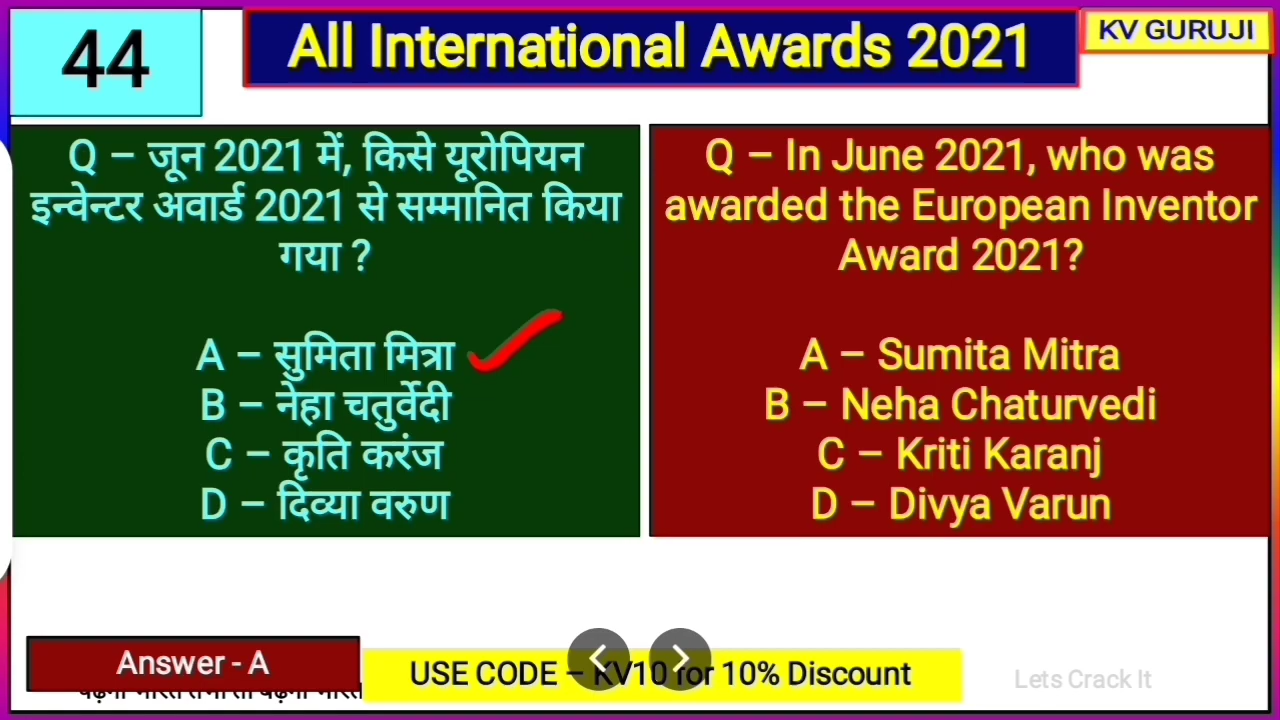 44
All International Awards 2021
KV GURUJI
Q – जून 2021 में, किसे यूरोपियन
इन्वेन्टर अवार्ड 2021 से सम्मानित किया
गया ?
A – सुमिता मित्रा
B – नेहा चतुर्वेदी
C – कृति करंज
D – दिव्या वरुण
Q – In June 2021, who was
awarded the European Inventor
Award 2021?
A – Sumita Mitra
B – Neha Chaturvedi
C – Kriti Karanj
D – Divya Varun
Answer - A
USE CODE – KV10 for 10% Discount
Lets Crack It